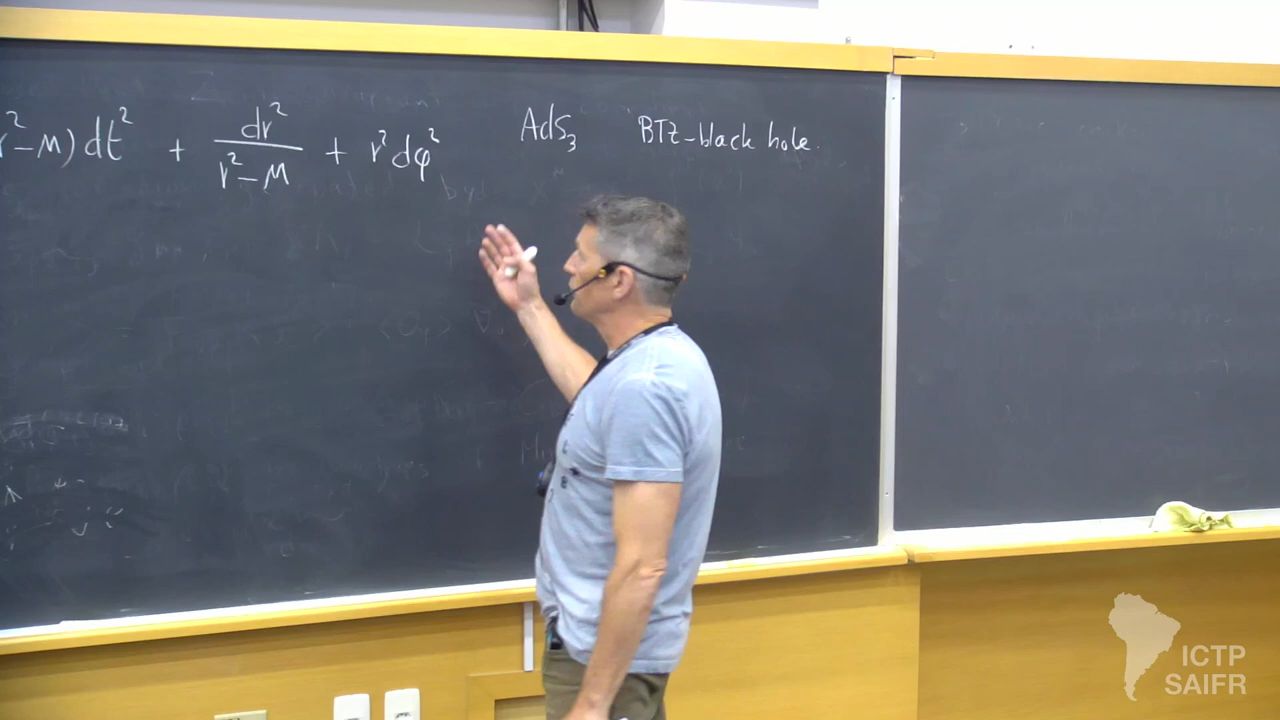 r²-M)dt² + dr²/(r²-M) + r²dφ² AdS₃ BTZ-black hole.
ICTP
SAIFR